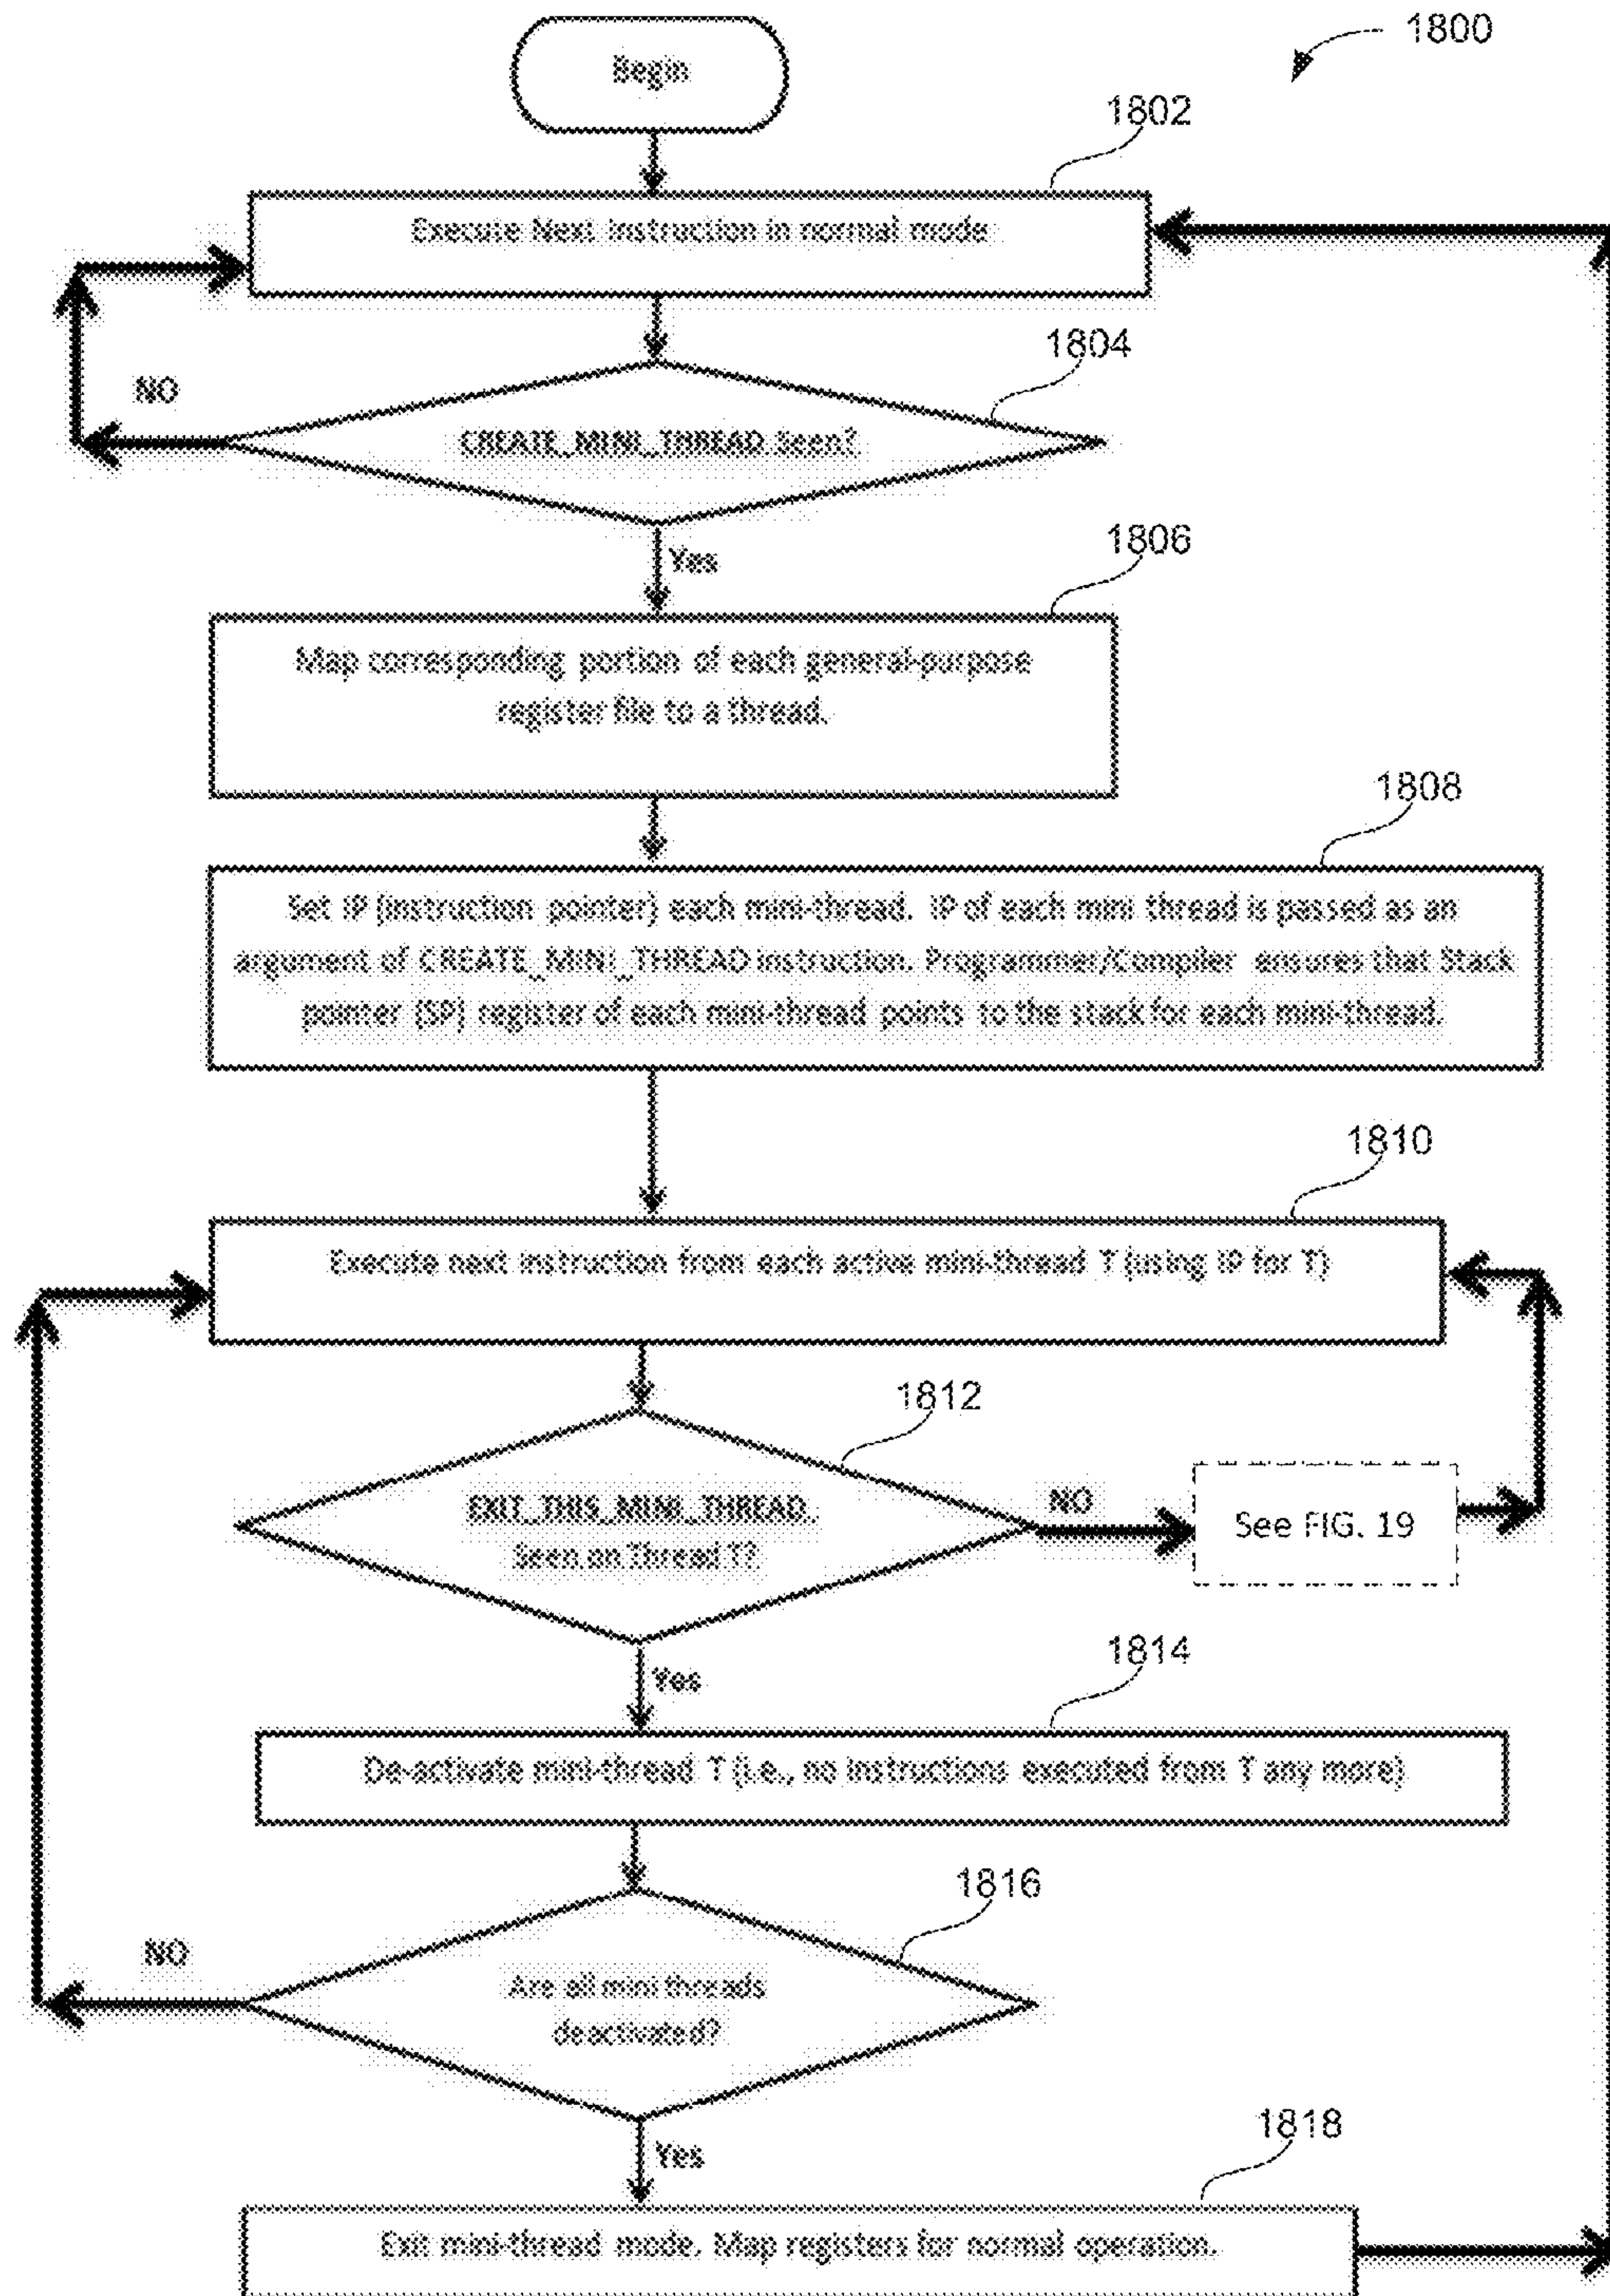 1800
Begin
1802
Execute Next instruction in normal mode
1804
NO
CREATE_MINI_THREAD Seen?
Yes
1806
Map corresponding portion of each general-purpose
register file to a thread.
1808
Set IP (instruction pointer) each mini-thread. IP of each mini thread is passed as an
argument of CREATE_MINI_THREAD instruction. Programmer/Compiler ensures that Stack
pointer (SP) register of each mini-thread points to the stack for each mini-thread.
1810
Execute next instruction from each active mini-thread T (using IP for T)
1812
EXIT_THIS_MINI_THREAD
Seen on Thread T?
NO
See FIG. 19
Yes
1814
De-activate mini-thread T (i.e., no instructions executed from T any more)
1816
NO
Are all mini threads
deactivated?
Yes
1818
Exit mini-thread mode. Map registers for normal operation.